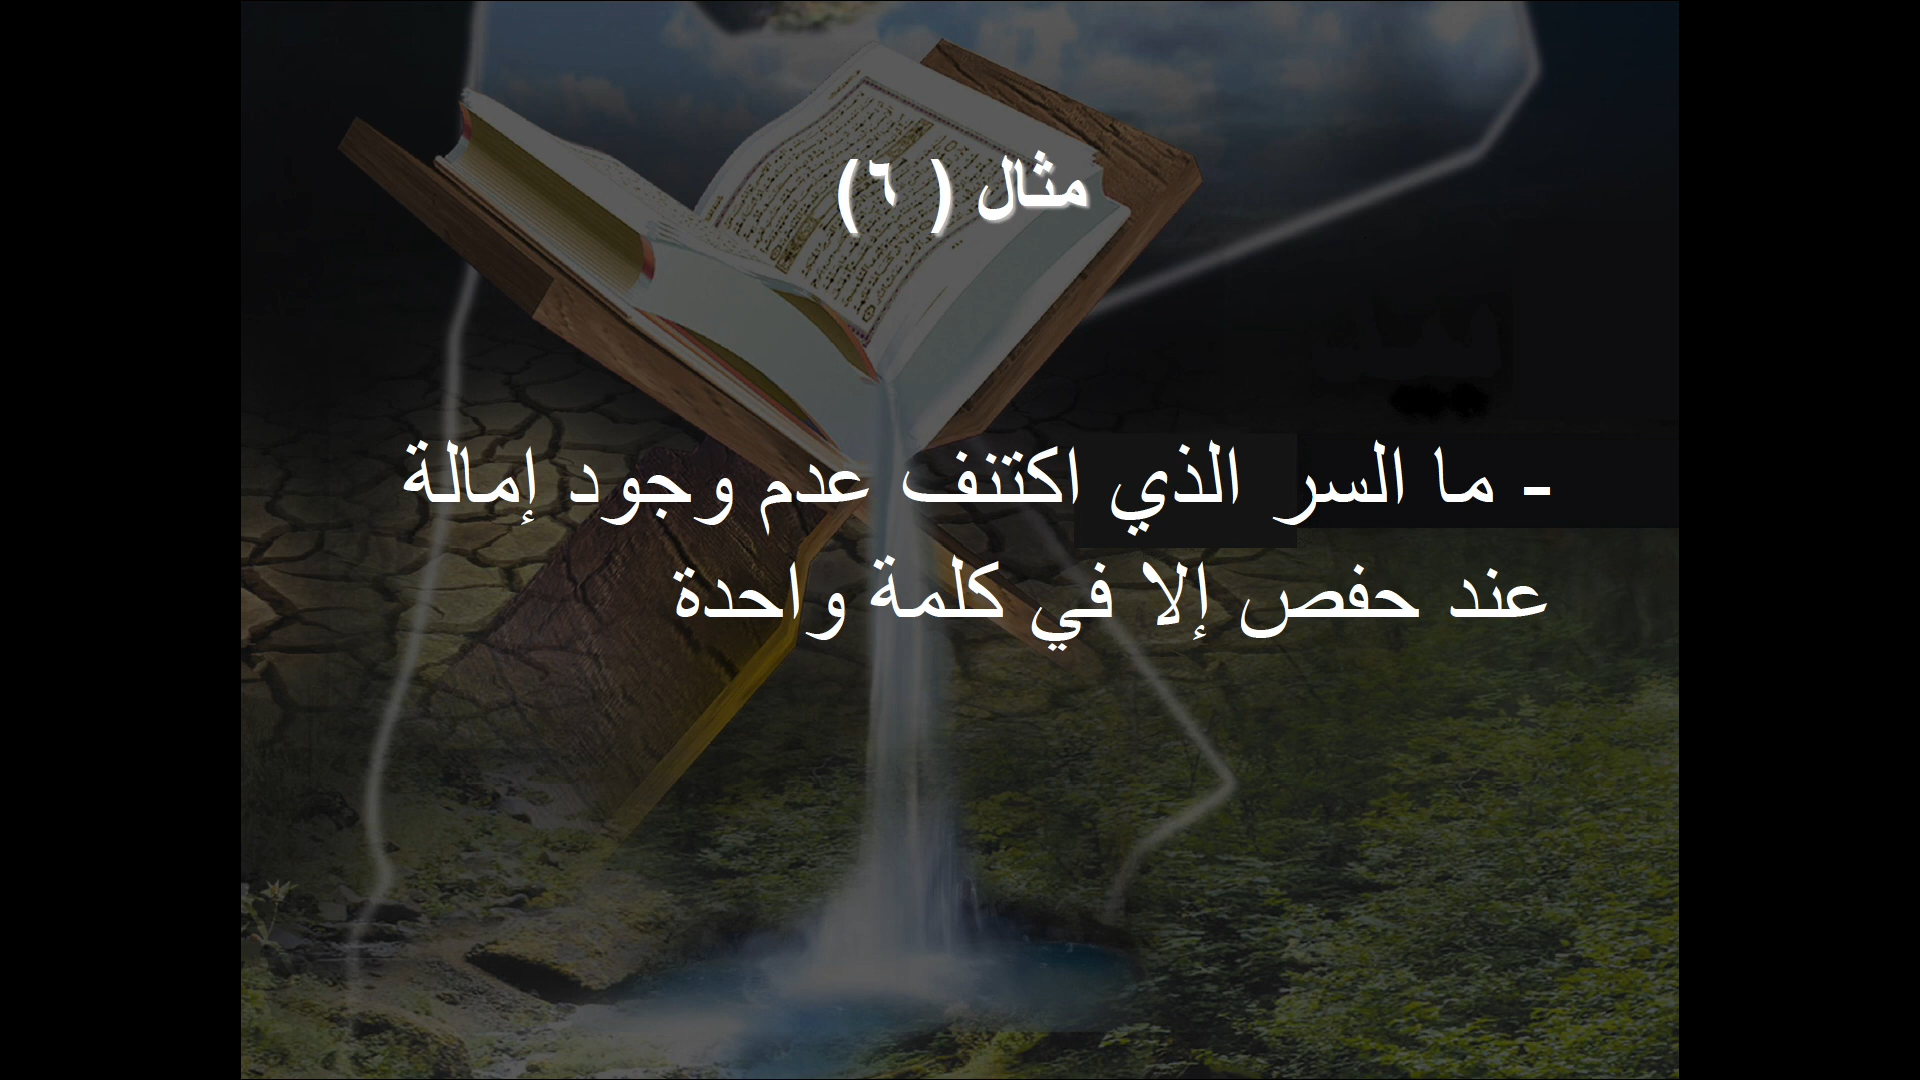 مثال ( ٦)
- ما السر الذي اكتنف عدم وجود إمالة
عند حفص إلا في كلمة واحدة